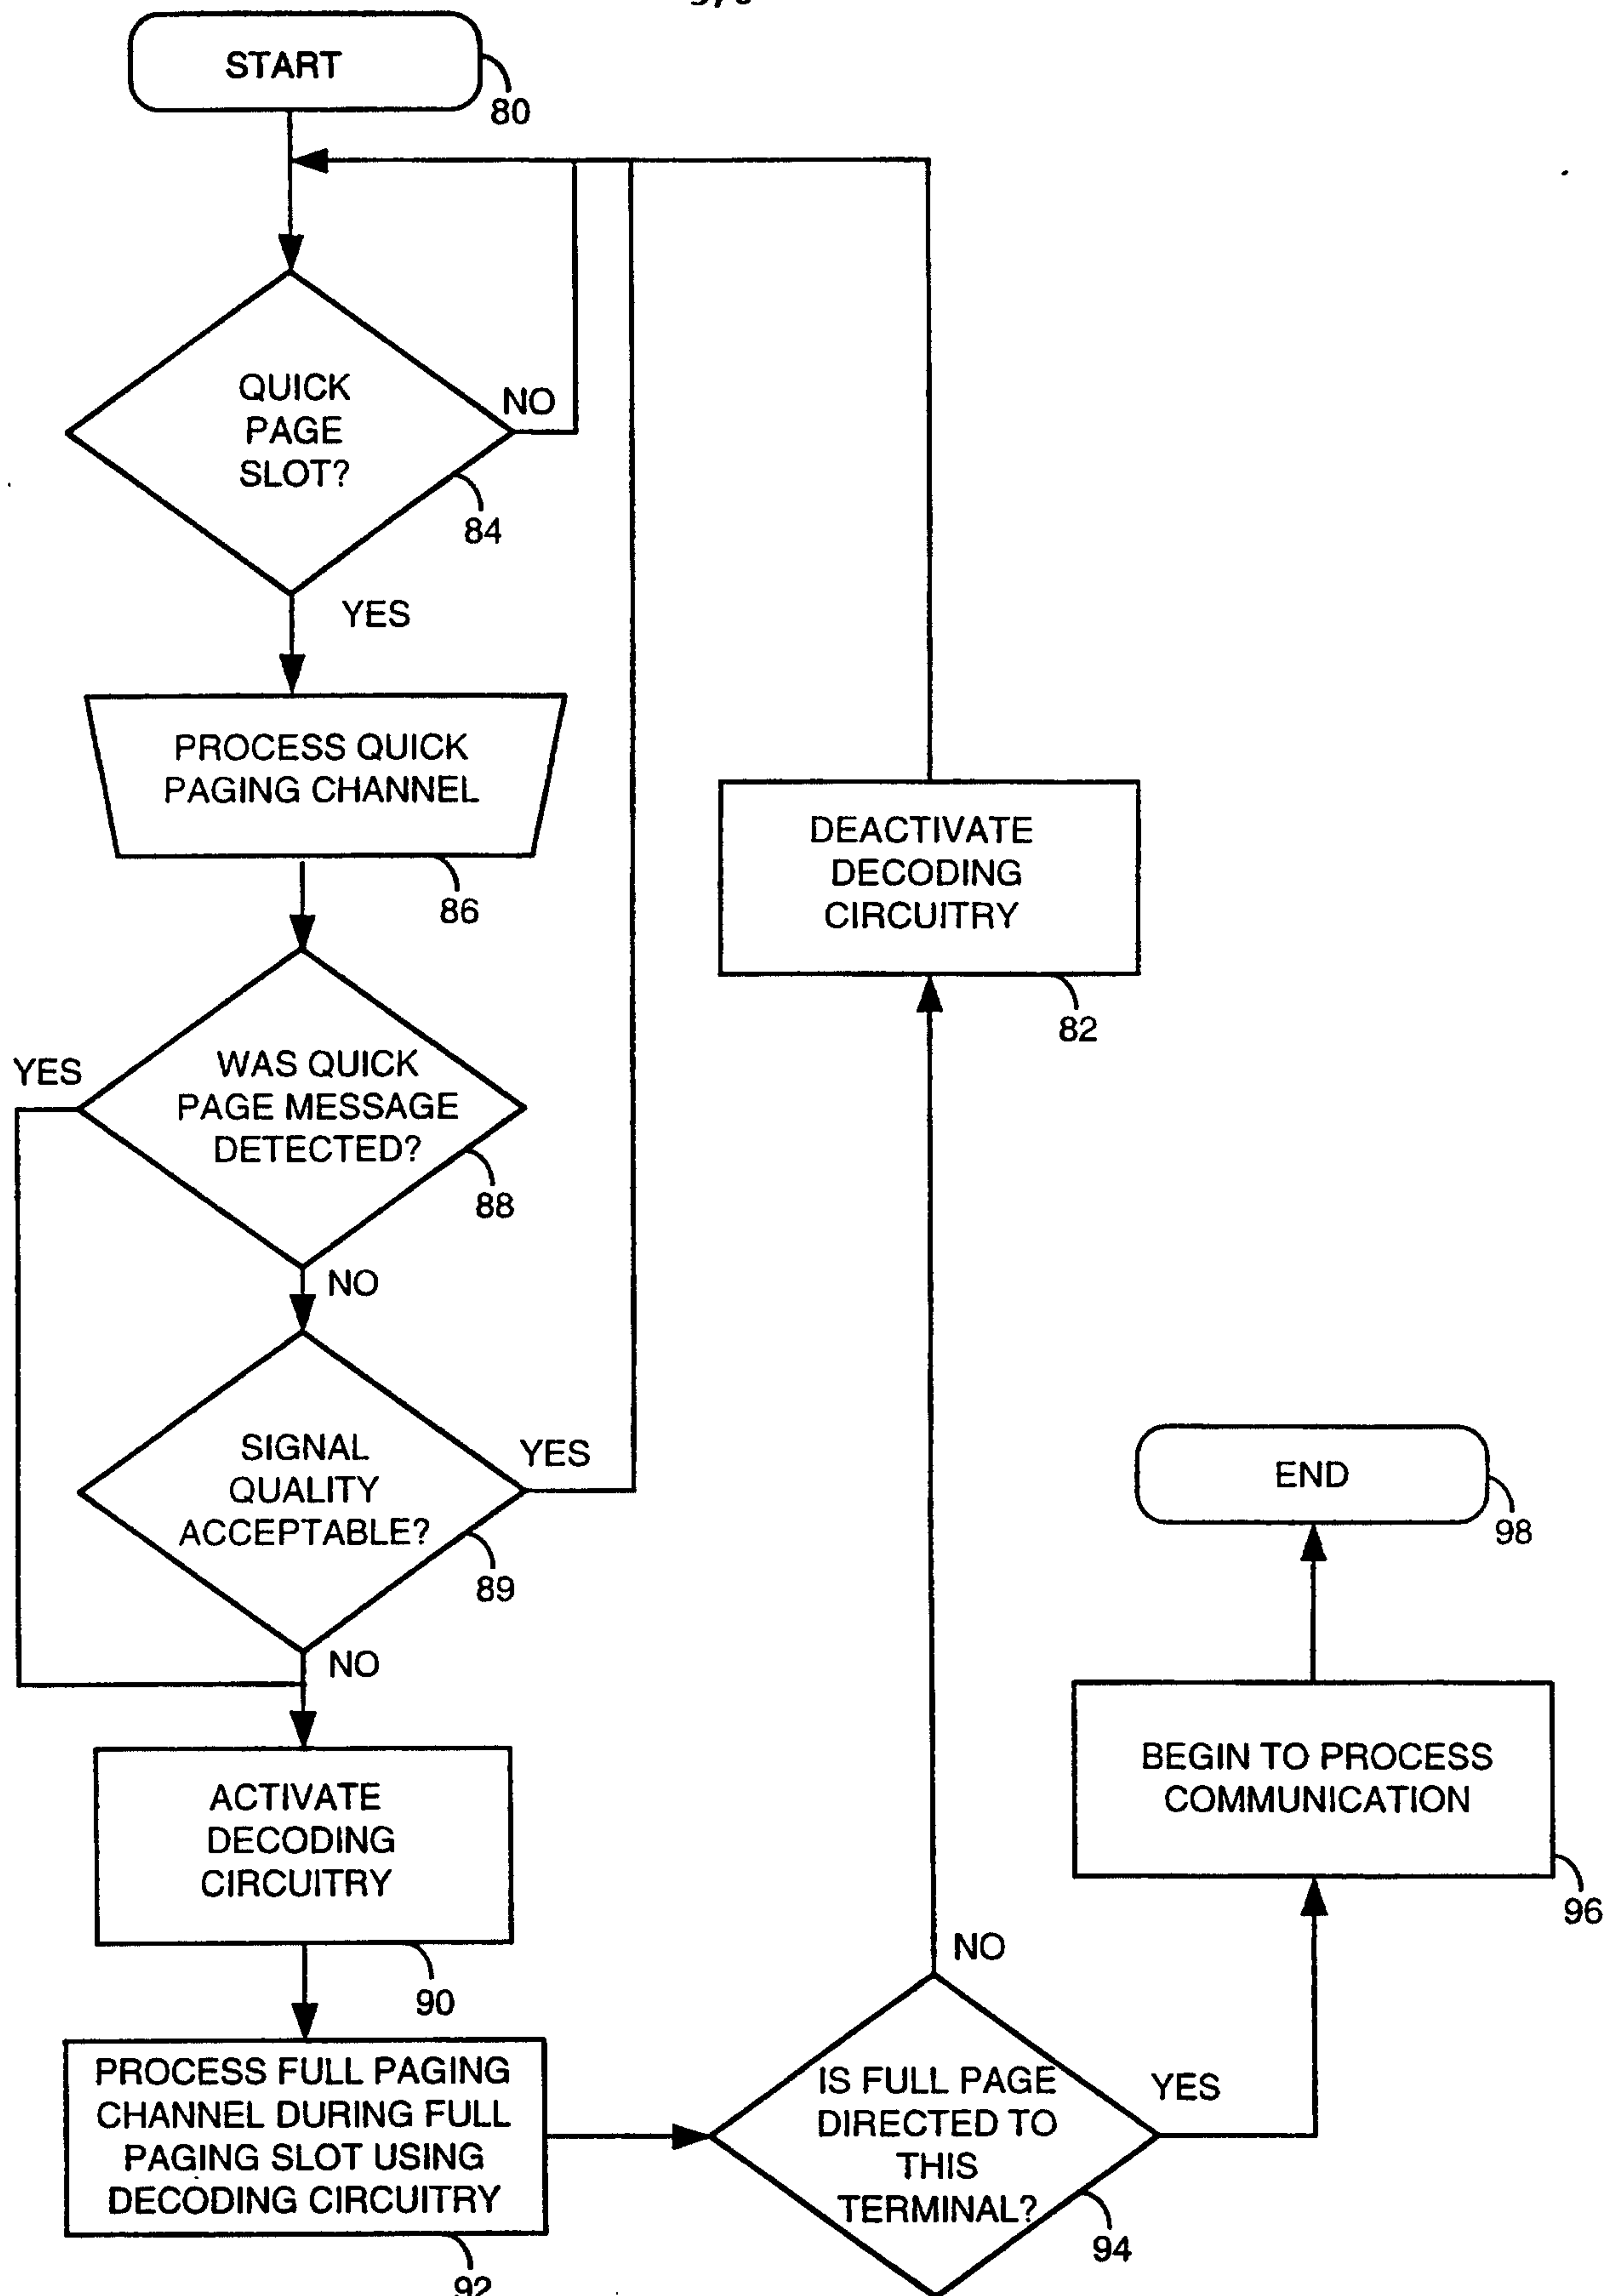 START
80
QUICK
PAGE
SLOT?
NO
84
YES
PROCESS QUICK
PAGING CHANNEL
86
DEACTIVATE
DECODING
CIRCUITRY
82
YES
WAS QUICK
PAGE MESSAGE
DETECTED?
88
NO
SIGNAL
QUALITY
ACCEPTABLE?
YES
89
NO
END
98
ACTIVATE
DECODING
CIRCUITRY
90
BEGIN TO PROCESS
COMMUNICATION
96
PROCESS FULL PAGING
CHANNEL DURING FULL
PAGING SLOT USING
DECODING CIRCUITRY
92
NO
IS FULL PAGE
DIRECTED TO
THIS
TERMINAL?
YES
94